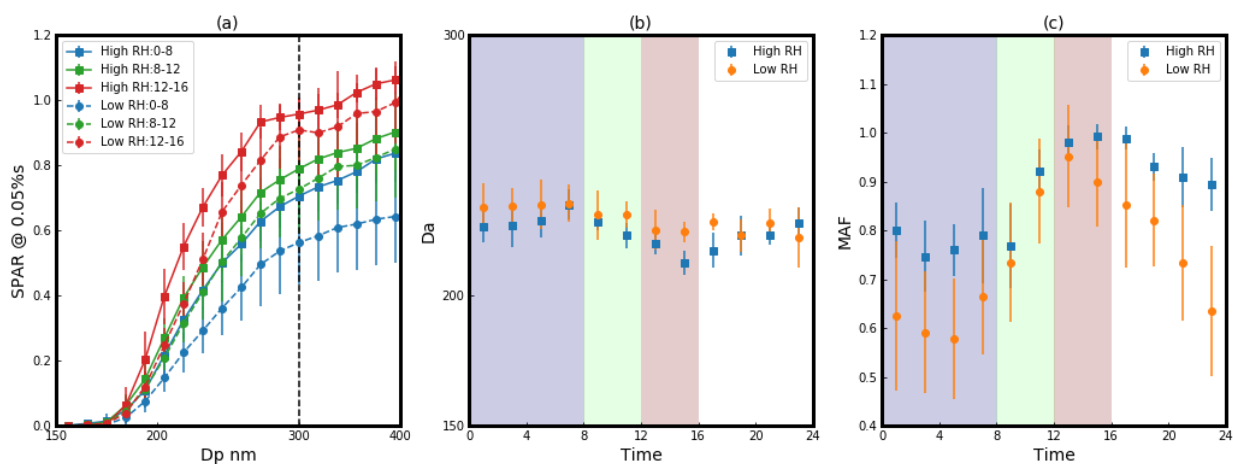 (a)
1.2
1.0
0.8
0.6
0.4
0.2
0.0
SPAR @ 0.05%s
High RH:0-8
High RH:8-12
High RH:12-16
Low RH:0-8
Low RH:8-12
Low RH:12-16
150
200
300
400
Dp nm
(b)
300
200
150
Da
High RH
Low RH
0
4
8
12
16
20
24
Time
(c)
1.2
1.1
1.0
0.9
0.8
0.7
0.6
0.5
0.4
MAF
High RH
Low RH
0
4
8
12
16
20
24
Time